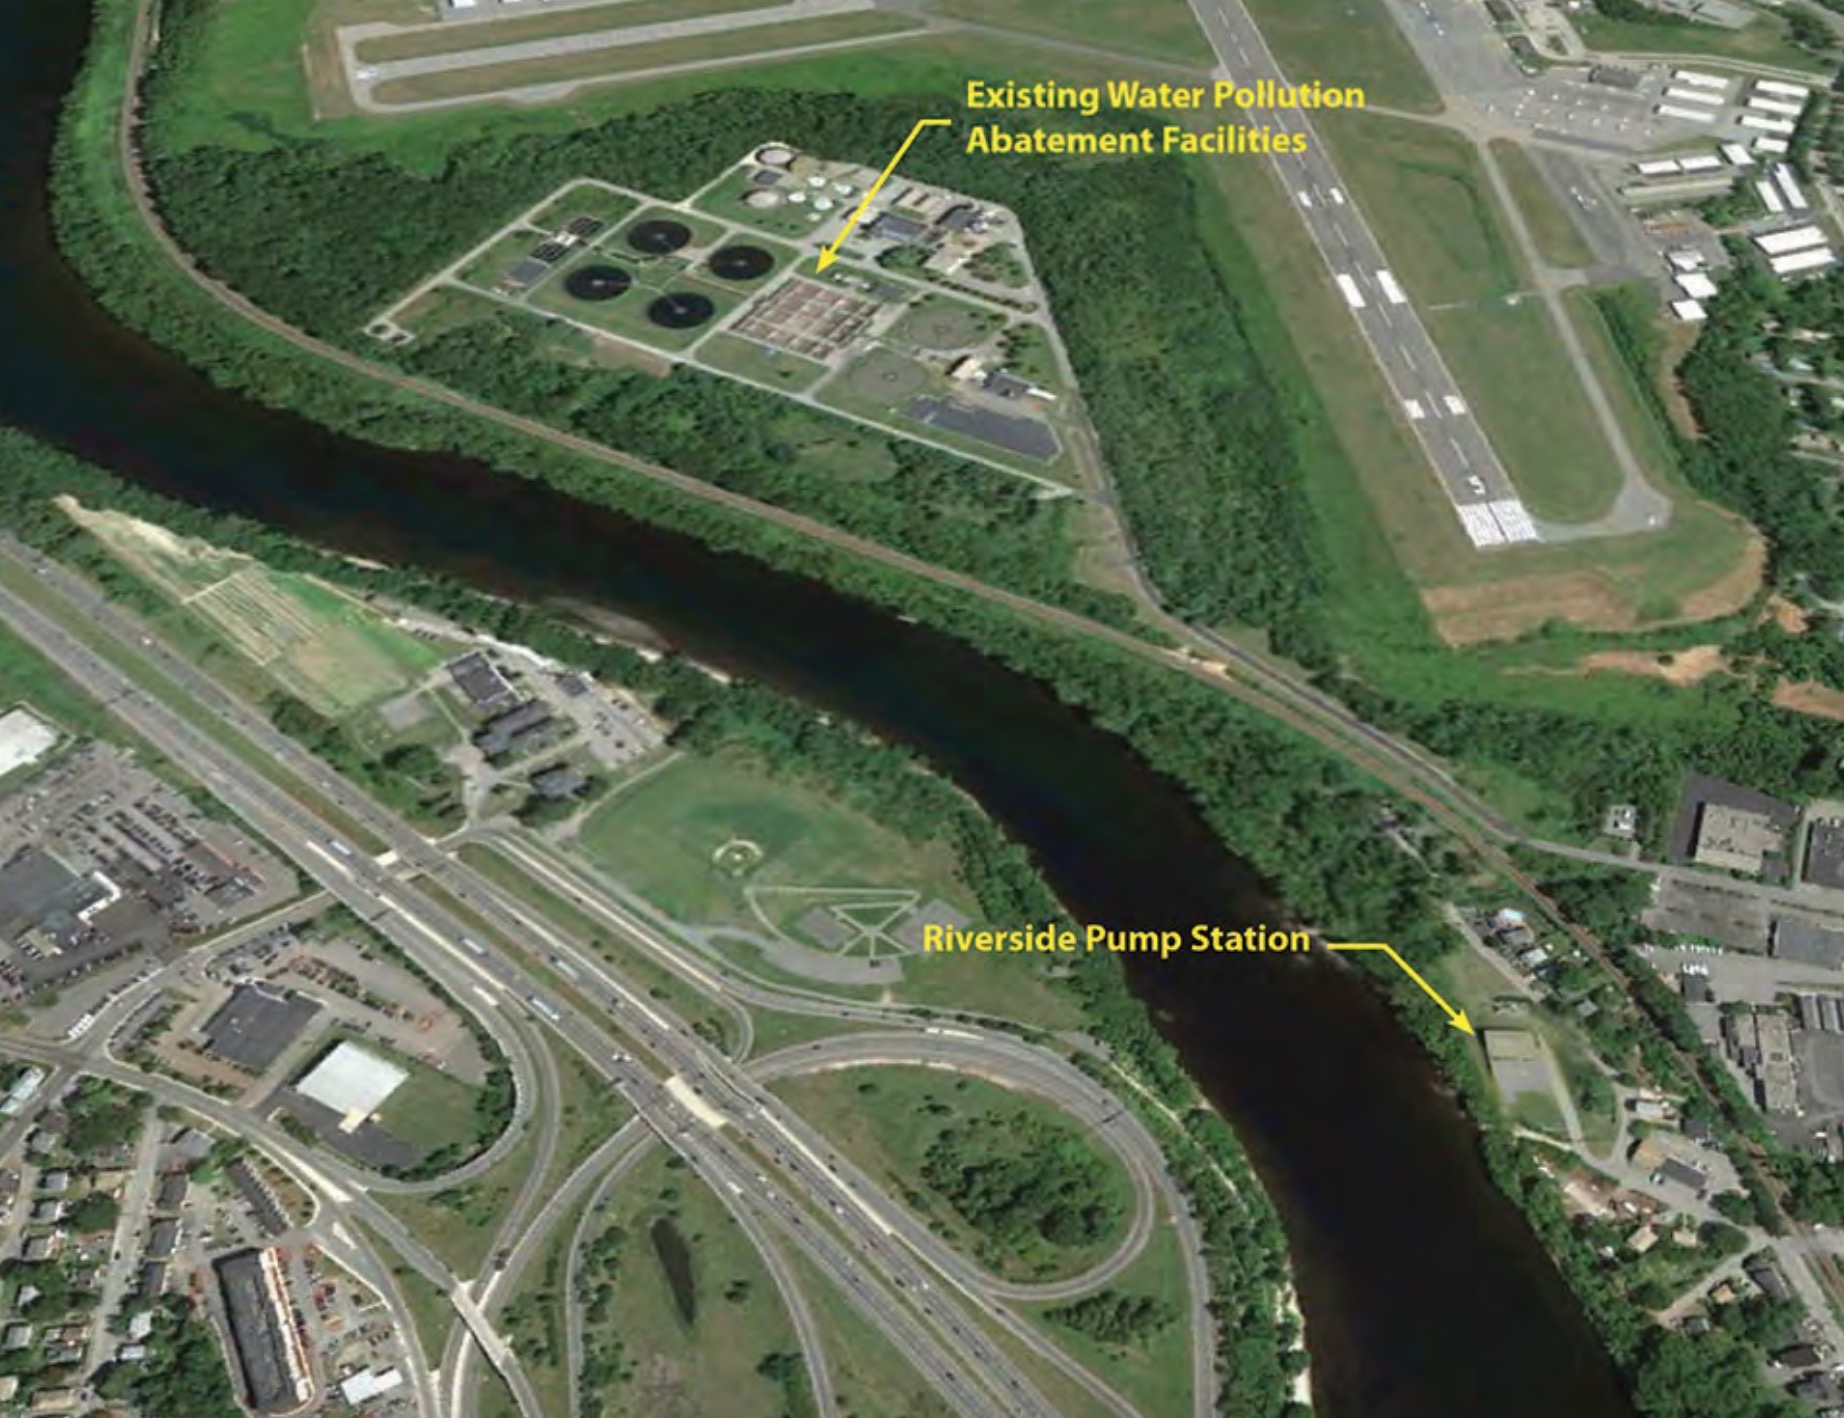 Existing Water Pollution
Abatement Facilities
Riverside Pump Station